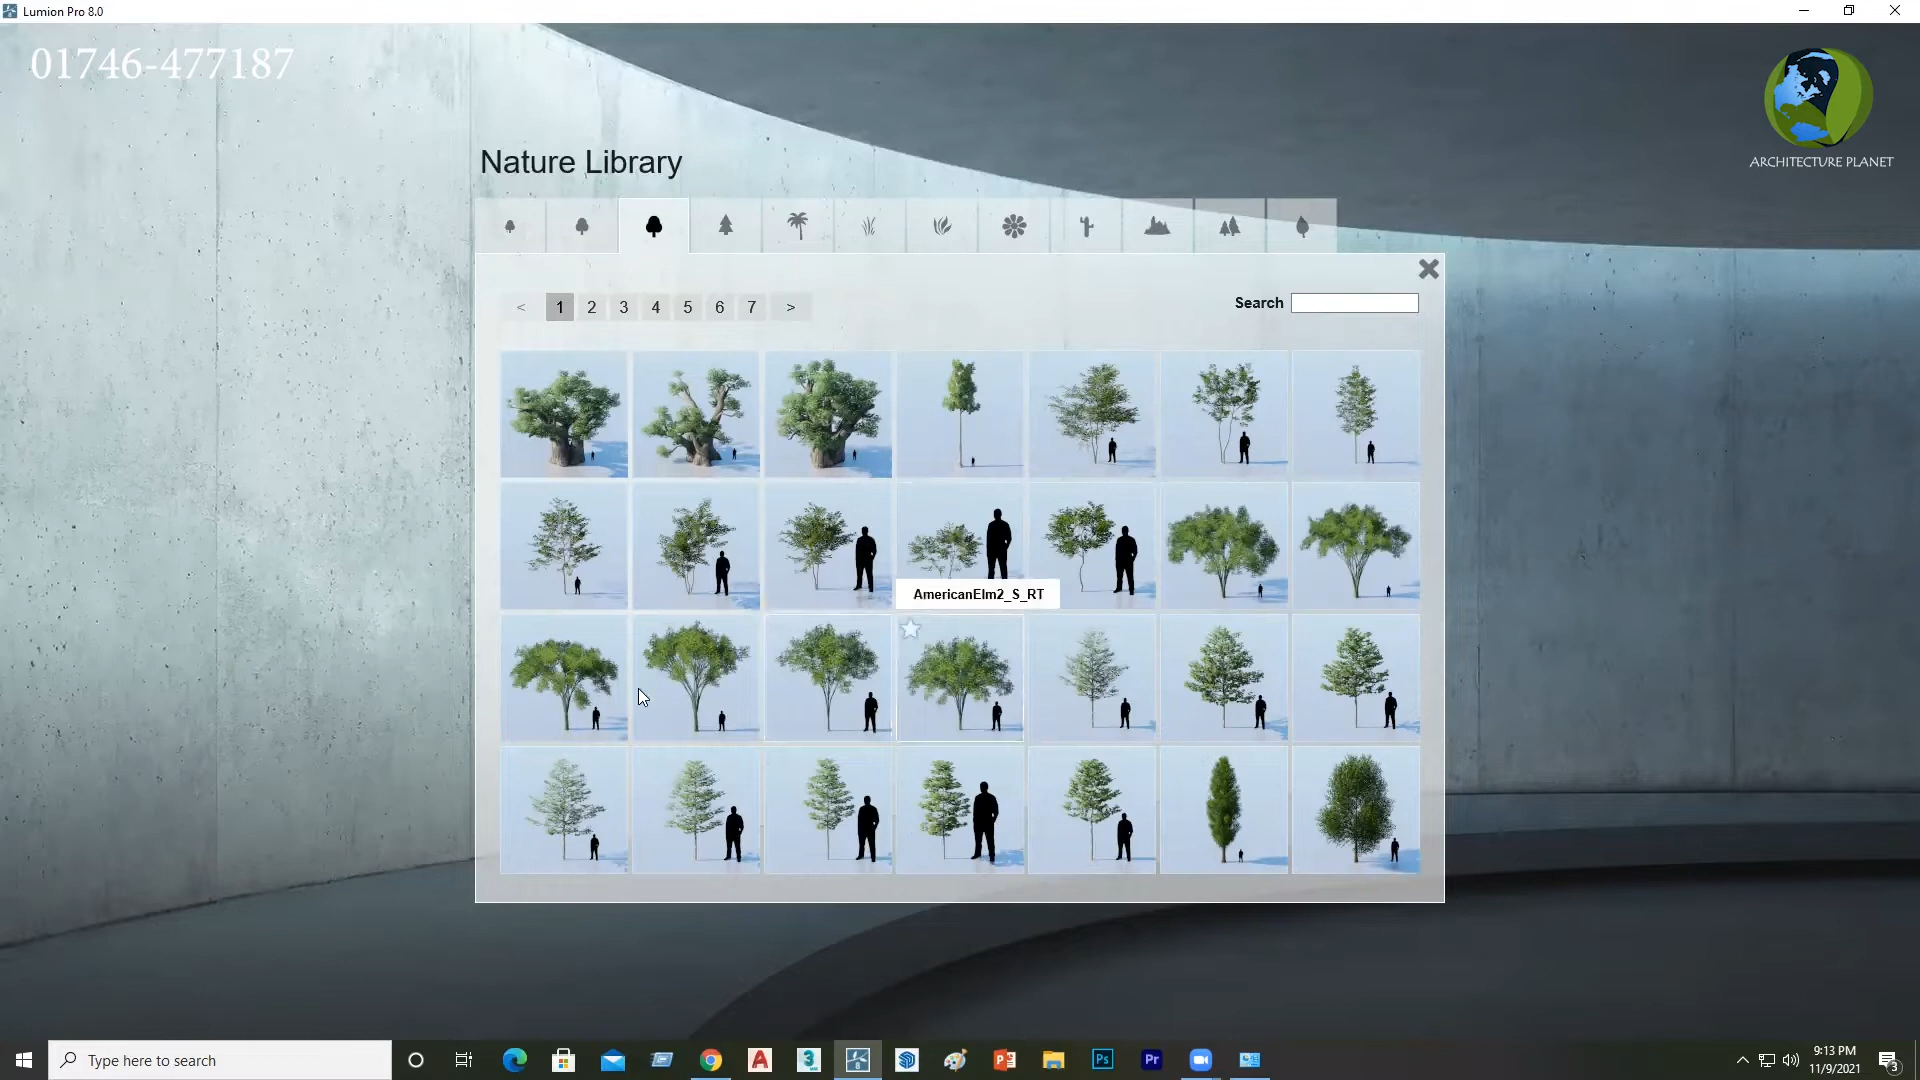 Lumion Pro 8.0
01746-477187
ARCHITECTURE PLANET
Nature Library
< 1 2 3 4 5 6 7 >
Search
AmericanElm2_S_RT
Type here to search
9:13 PM
11/9/2021
3